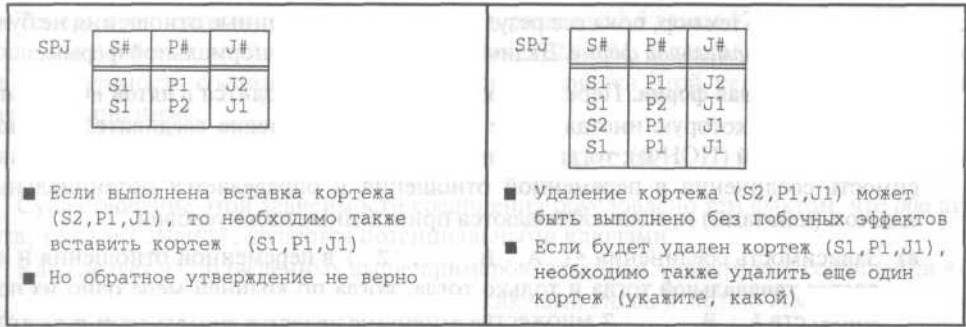 SPJ S# P# J#
S1 P1 J2
S1 P2 J1
■ Если выполнена вставка кортежа
(S2,P1,J1), то необходимо также
вставить кортеж (S1,P1,J1)
■ Но обратное утверждение не верно
SPJ S# P# J#
S1 P1 J2
S1 P2 J1
S2 P1 J1
S1 P1 J1
■ Удаление кортежа (S2,P1,J1) может
быть выполнено без побочных эффектов
■ Если будет удален кортеж (S1,P1,J1),
необходимо также удалить еще один
кортеж (укажите, какой)